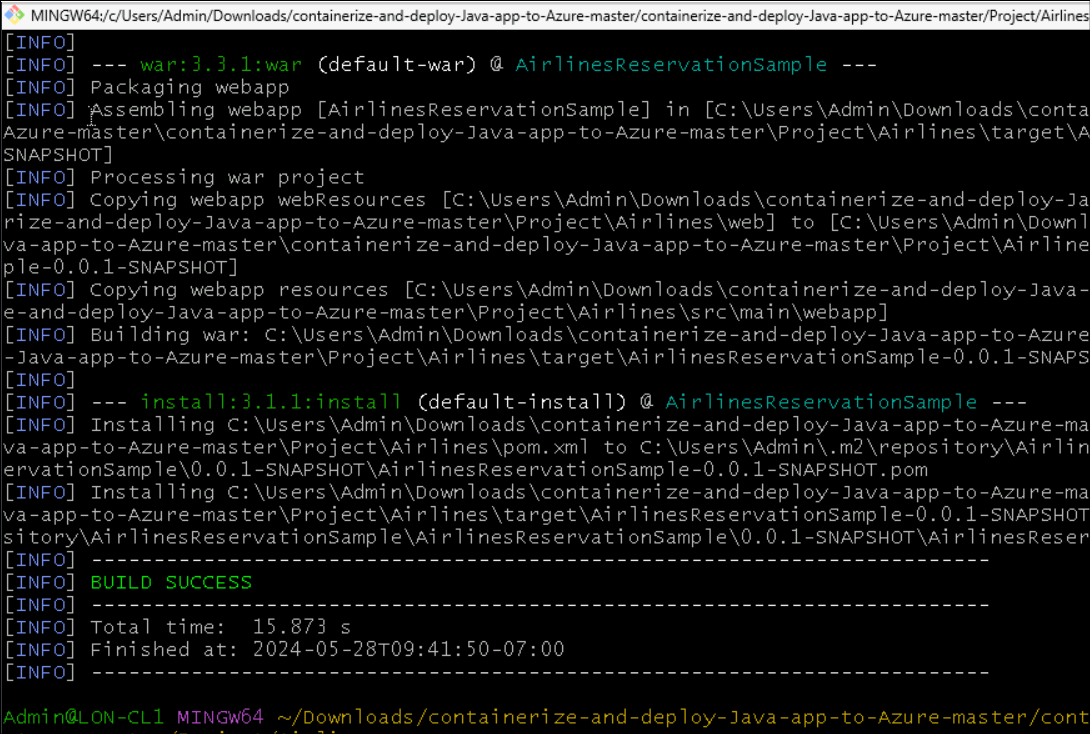 MINGW64:/c/Users/Admin/Downloads/containerize-and-deploy-Java-app-to-Azure-master/containerize-and-deploy-Java-app-to-Azure-master/Project/Airlines
[INFO]
[INFO] --- war:3.3.1:war (default-war) @ AirlinesReservationSample ---
[INFO] Packaging webapp
[INFO] Assembling webapp [AirlinesReservationSample] in [C:\Users\Admin\Downloads\conta
Azure-master\containerize-and-deploy-Java-app-to-Azure-master\Project\Airlines\target\A
SNAPSHOT]
[INFO] Processing war project
[INFO] Copying webapp webResources [C:\Users\Admin\Downloads\containerize-and-deploy-Ja
rize-and-deploy-Java-app-to-Azure-master\Project\Airlines\web] to [C:\Users\Admin\Downl
va-app-to-Azure-master\containerize-and-deploy-Java-app-to-Azure-master\Project\Airline
ple-0.0.1-SNAPSHOT]
[INFO] Copying webapp resources [C:\Users\Admin\Downloads\containerize-and-deploy-Java-
e-and-deploy-Java-app-to-Azure-master\Project\Airlines\src\main\webapp]
[INFO] Building war: C:\Users\Admin\Downloads\containerize-and-deploy-Java-app-to-Azure
-Java-app-to-Azure-master\Project\Airlines\target\AirlinesReservationSample-0.0.1-SNAPS
[INFO]
[INFO] --- install:3.1.1:install (default-install) @ AirlinesReservationSample ---
[INFO] Installing C:\Users\Admin\Downloads\containerize-and-deploy-Java-app-to-Azure-ma
va-app-to-Azure-master\Project\Airlines\pom.xml to C:\Users\Admin\.m2\repository\Airlin
ervationSample\0.0.1-SNAPSHOT\AirlinesReservationSample-0.0.1-SNAPSHOT.pom
[INFO] Installing C:\Users\Admin\Downloads\containerize-and-deploy-Java-app-to-Azure-ma
va-app-to-Azure-master\Project\Airlines\target\AirlinesReservationSample-0.0.1-SNAPSHOT
sitory\AirlinesReservationSample\AirlinesReservationSample\0.0.1-SNAPSHOT\AirlinesReser
[INFO] ------------------------------------------------------------------------
[INFO] BUILD SUCCESS
[INFO] ------------------------------------------------------------------------
[INFO] Total time:  15.873 s
[INFO] Finished at: 2024-05-28T09:41:50-07:00
[INFO] ------------------------------------------------------------------------
Admin@LON-CL1 MINGW64 ~/Downloads/containerize-and-deploy-Java-app-to-Azure-master/cont